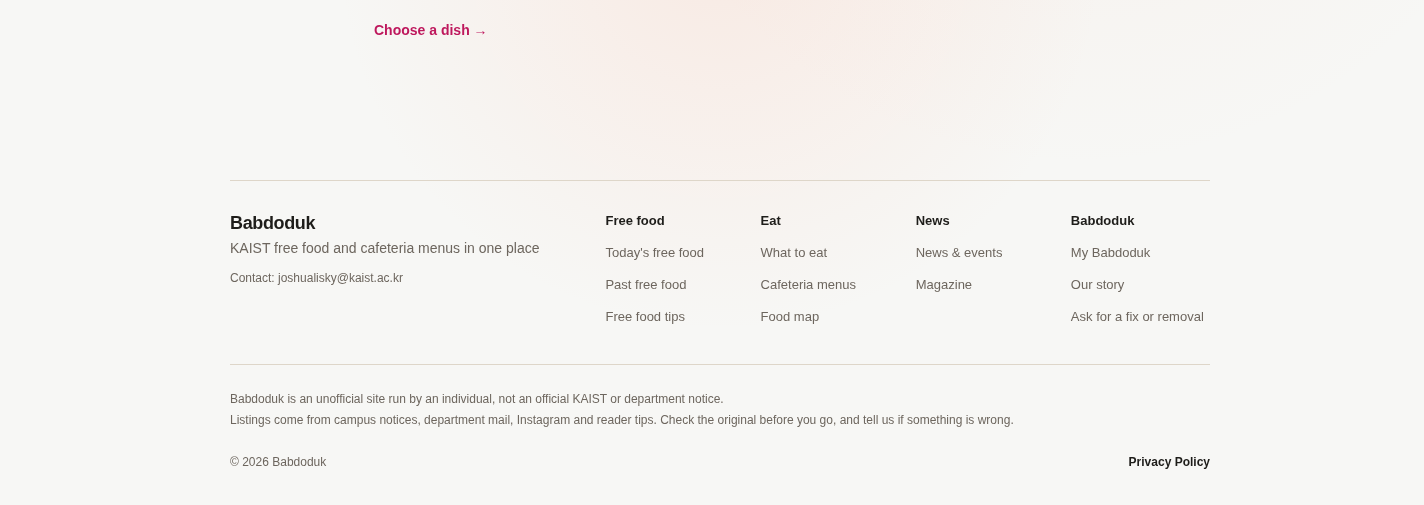 Choose a dish →
Babdoduk
KAIST free food and cafeteria menus in one place
Contact: joshualisky@kaist.ac.kr
Free food
Today's free food
Past free food
Free food tips
Eat
What to eat
Cafeteria menus
Food map
News
News & events
Magazine
Babdoduk
My Babdoduk
Our story
Ask for a fix or removal
Babdoduk is an unofficial site run by an individual, not an official KAIST or department notice.
Listings come from campus notices, department mail, Instagram and reader tips. Check the original before you go, and tell us if something is wrong.
© 2026 Babdoduk
Privacy Policy